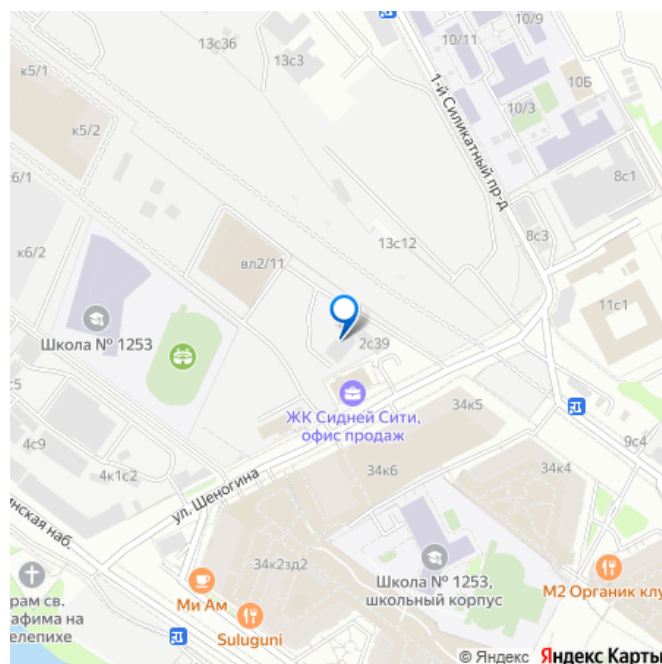 10/9
13с36
10/11
13с3
к5/1
10Б
10/3
к5/2
1-й Силикатный пр-д
8с1
6/1
8с3
13с12
к6/2
вл2/11
11с1
Школа № 1253
2с39
ЖК Сидней Сити,
офис продаж
34к5
с5
4с9
9с4
34к6
34к4
4к1с2
ул. Шеногина
нская наб.
34к2зд2
Школа № 1253,
школьный корпус
М2 Органик клу
рам св.
афима на
елепихе
Ми Ам
Suluguni
© Яндекс Яндекс Карты